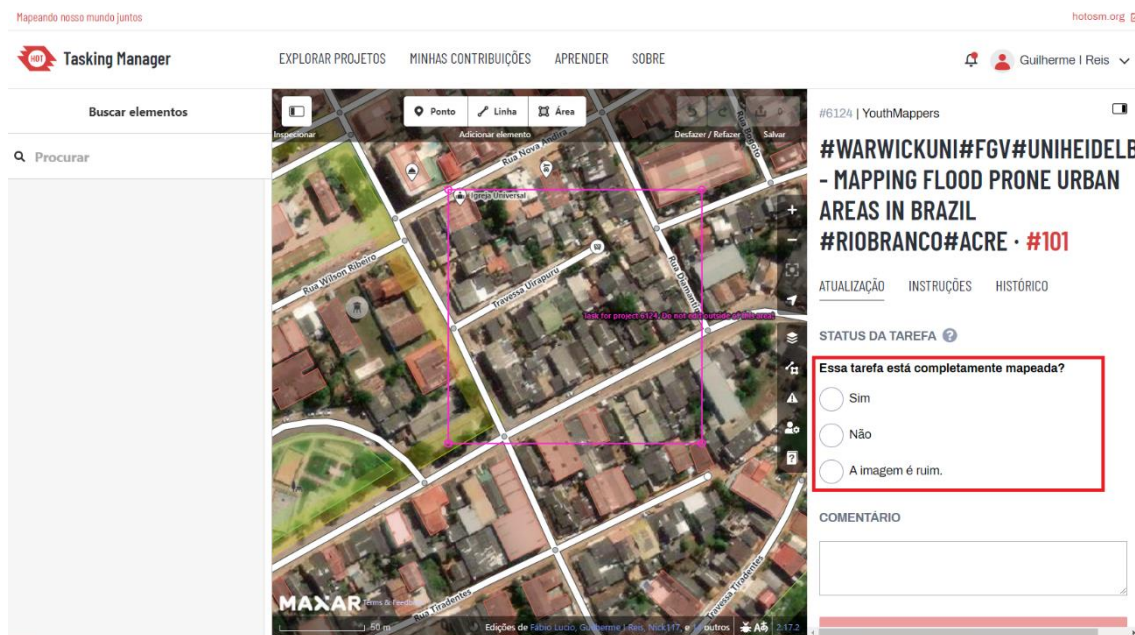 Mapeando nosso mundo juntos
hotosm.org
HOT
Tasking Manager
EXPLORAR PROJETOS
MINHAS CONTRIBUIÇÕES
APRENDER
SOBRE
Guilherme I Reis
Buscar elementos
Procurar
Inspecionar
Ponto
Linha
Área
Adicionar elemento
Desfazer / Refazer
Salvar
Rua Nova Andira
Rua Bogotá
Igreja Universal
Rua Wilson Ribeiro
Travessa Uirapuru
Rua Diamantin
Task for project 6124. Do not edit outside of this area!
Rua Tiradentes
Travessa Tiradentes
MAXAR
Terms & Feedback
50 m
Edições de Fábio Lucio, Guilherme I Reis, Nick117, e outros
2.17.2
#6124 | YouthMappers
#WARWICKUNI#FGV#UNIHEIDELB
- MAPPING FLOOD PRONE URBAN
AREAS IN BRAZIL
#RIOBRANCO#ACRE · #101
ATUALIZAÇÃO
INSTRUÇÕES
HISTÓRICO
STATUS DA TAREFA ?
Essa tarefa está completamente mapeada?
Sim
Não
A imagem é ruim.
COMENTÁRIO